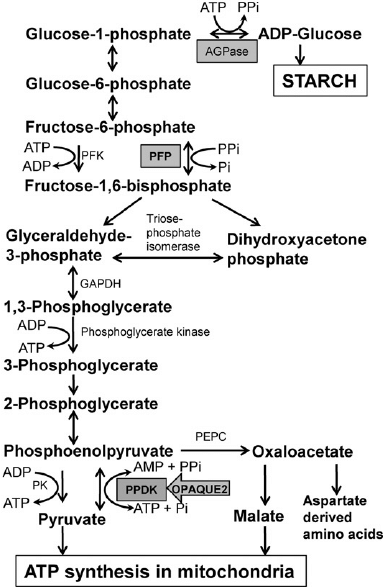 ATP PPi
Glucose-1-phosphate ADP-Glucose
AGPase
STARCH
Glucose-6-phosphate
Fructose-6-phosphate
ATP PFK PFP PPi
ADP Pi
Fructose-1,6-bisphosphate
Triose-
phosphate
isomerase
Glyceraldehyde-
3-phosphate
Dihydroxyacetone
phosphate
GAPDH
1,3-Phosphoglycerate
ADP Phosphoglycerate kinase
ATP
3-Phosphoglycerate
2-Phosphoglycerate
Phosphoenolpyruvate PEPC Oxaloacetate
ADP PK AMP + PPi
PPDK OPAQUE2
ATP ATP + Pi
Pyruvate Malate
Aspartate
derived
amino acids
ATP synthesis in mitochondria